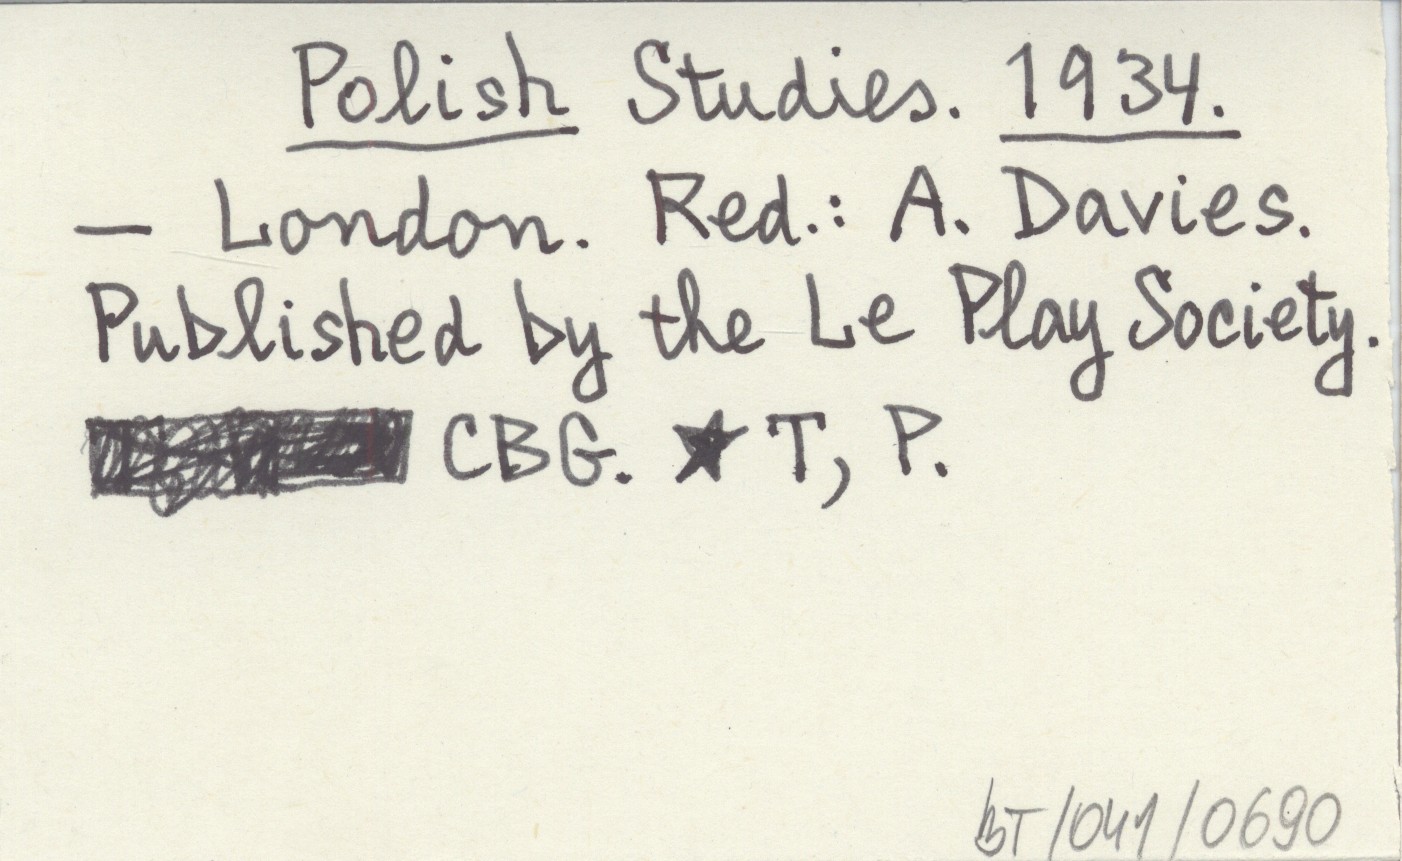 Polish Studies. 1934.
— London. Red.: A. Davies.
Published by the Le Play Society.
CBG. ★ T, P.
BT/041/0690